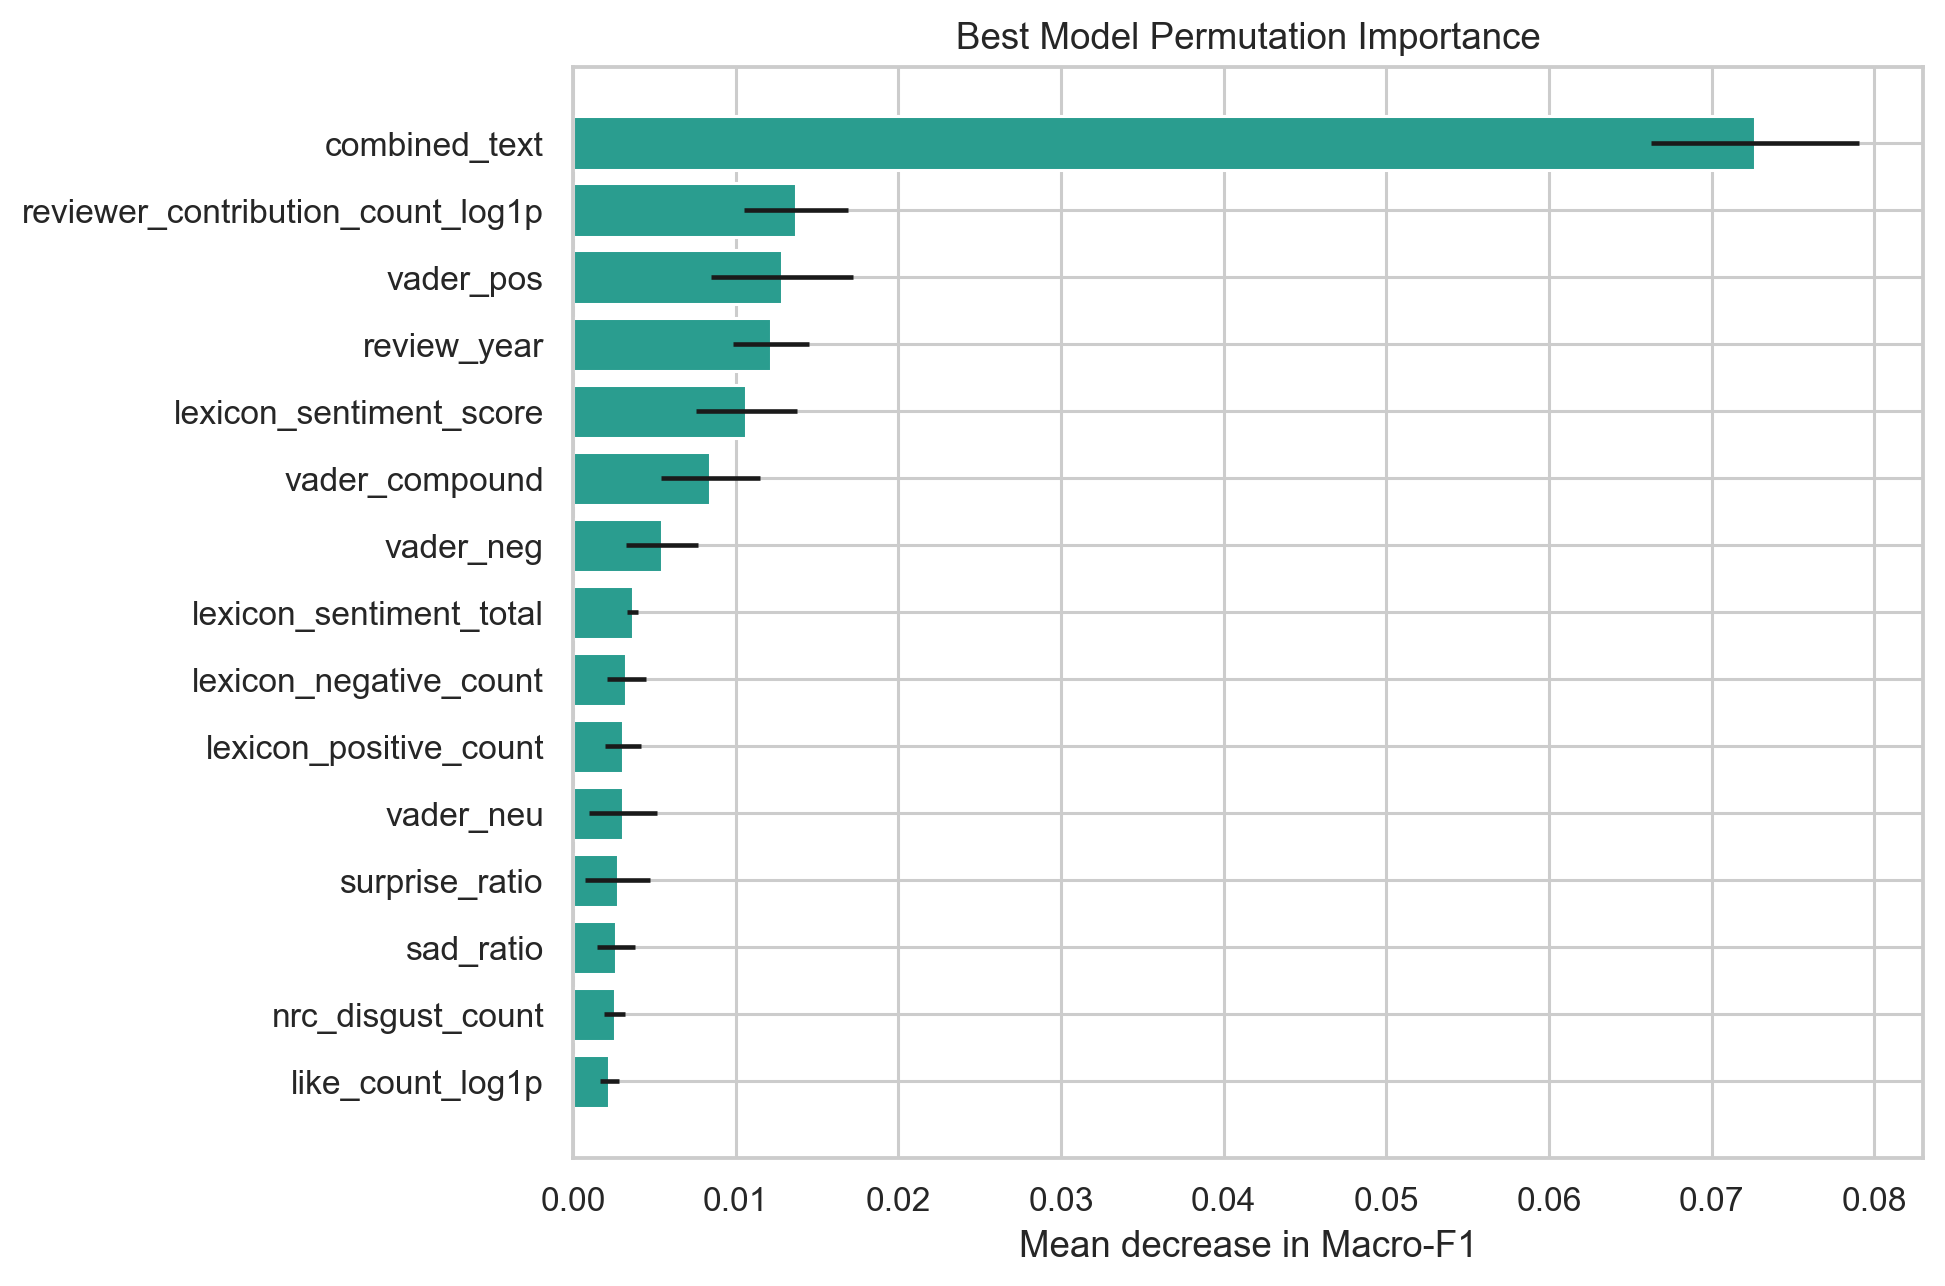 Best Model Permutation Importance
combined_text
reviewer_contribution_count_log1p
vader_pos
review_year
lexicon_sentiment_score
vader_compound
vader_neg
lexicon_sentiment_total
lexicon_negative_count
lexicon_positive_count
vader_neu
surprise_ratio
sad_ratio
nrc_disgust_count
like_count_log1p
0.00 0.01 0.02 0.03 0.04 0.05 0.06 0.07 0.08
Mean decrease in Macro-F1